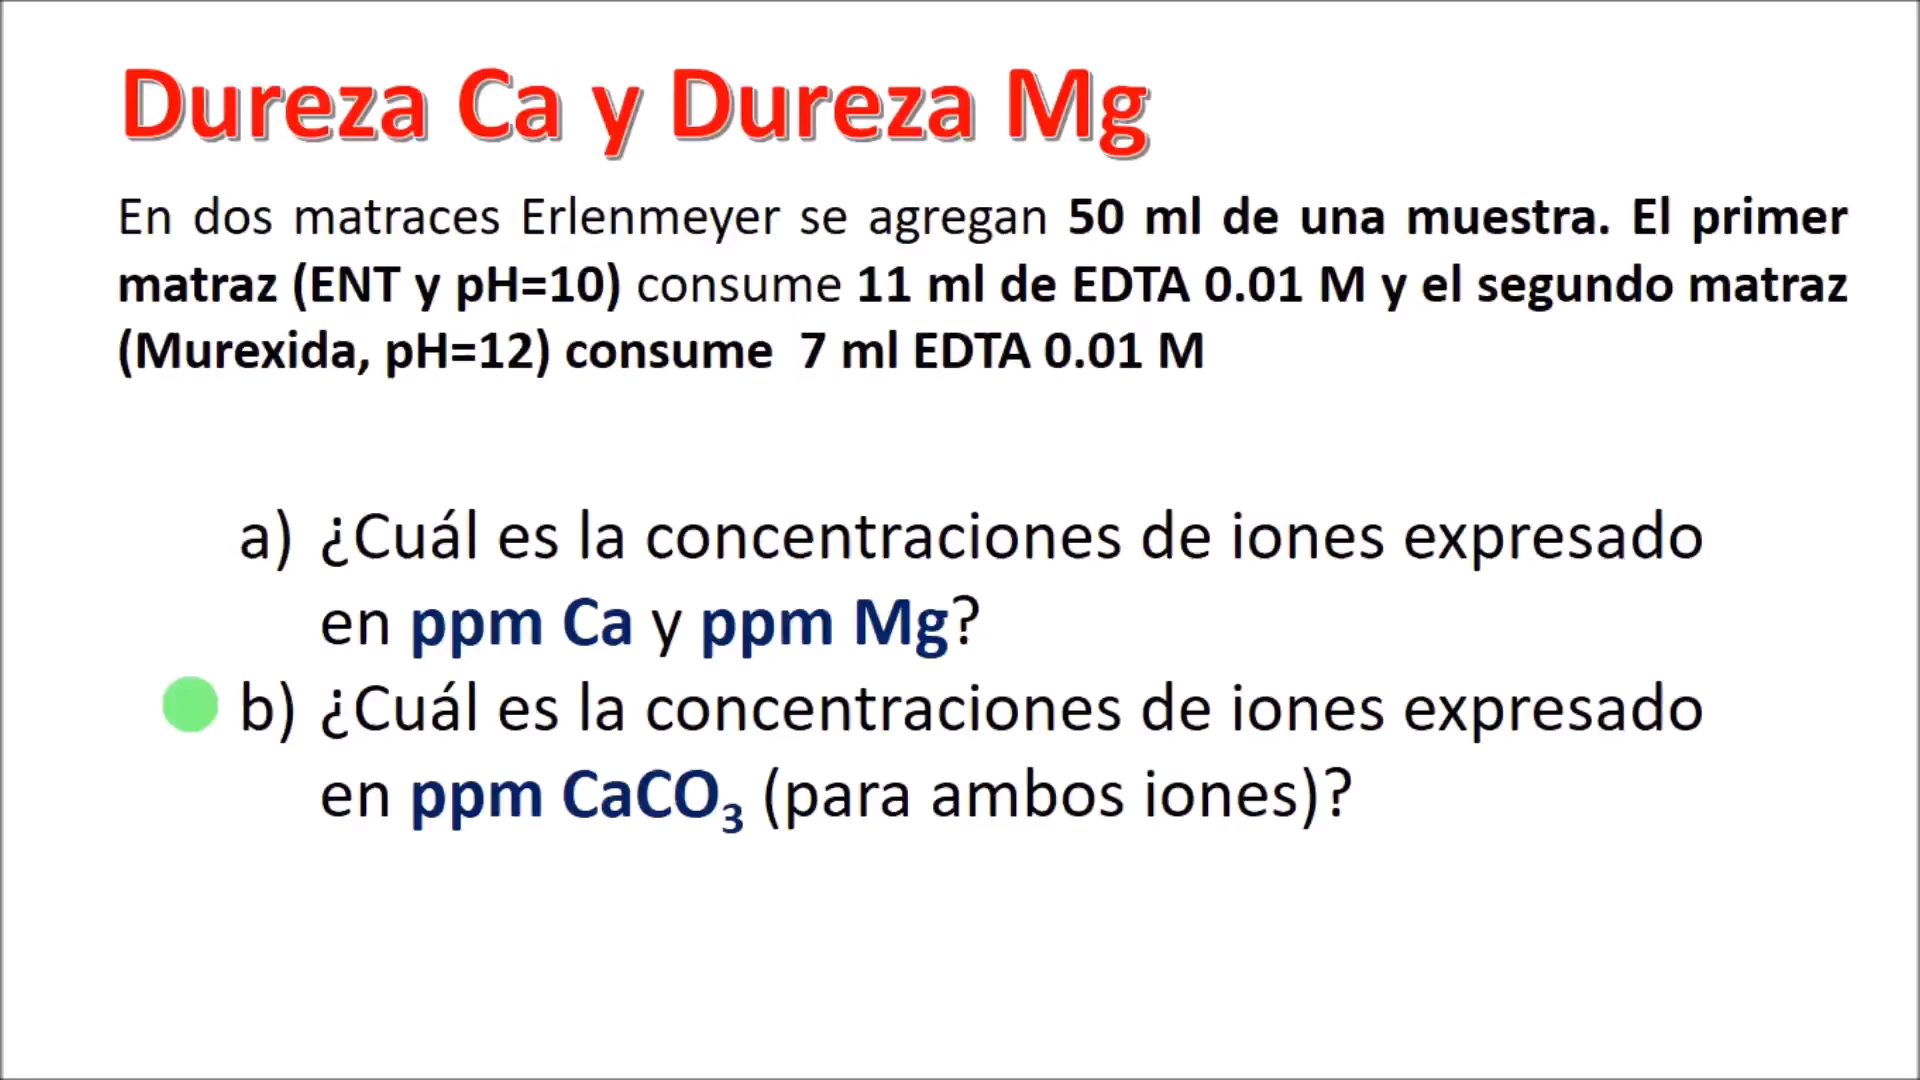 Dureza Ca y Dureza Mg
En dos matraces Erlenmeyer se agregan 50 ml de una muestra. El primer
matraz (ENT y pH=10) consume 11 ml de EDTA 0.01 M y el segundo matraz
(Murexida, pH=12) consume 7 ml EDTA 0.01 M
a) ¿Cuál es la concentraciones de iones expresado
en ppm Ca y ppm Mg?
b) ¿Cuál es la concentraciones de iones expresado
en ppm CaCO₃ (para ambos iones)?